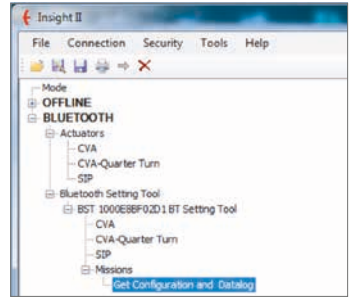 Insight II
File Connection Security Tools Help
Mode
OFFLINE
BLUETOOTH
Actuators
CVA
CVA-Quarter Turn
SIP
Bluetooth Setting Tool
BST 1000E8BF02D1 BT Setting Tool
CVA
CVA-Quarter Turn
SIP
Missions
Get Configuration and Datalog